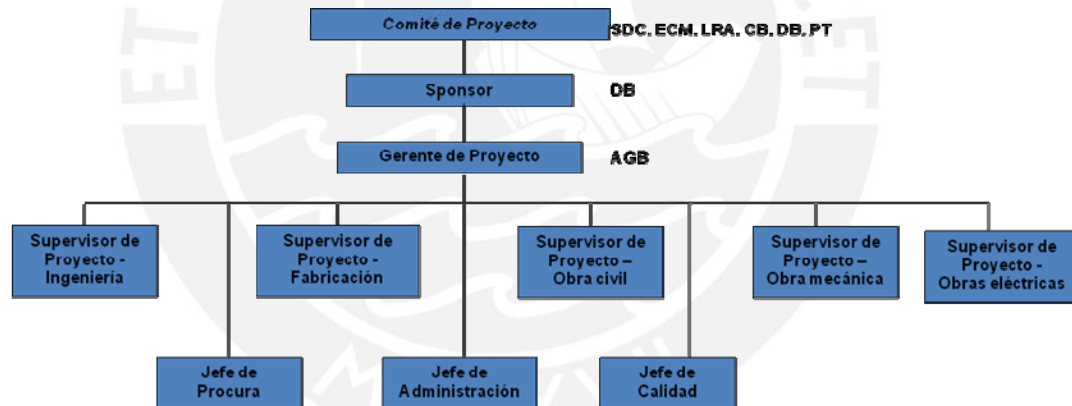 Comité de Proyecto
SDC. ECM. LRA. CB. DB. PT
Sponsor
DB
Gerente de Proyecto
AGB
Supervisor de
Proyecto -
Ingeniería
Supervisor de
Proyecto -
Fabricación
Supervisor de
Proyecto –
Obra civil
Supervisor de
Proyecto –
Obra mecánica
Supervisor de
Proyecto -
Obras eléctricas
Jefe de
Procura
Jefe de
Administración
Jefe de
Calidad
ET
ET